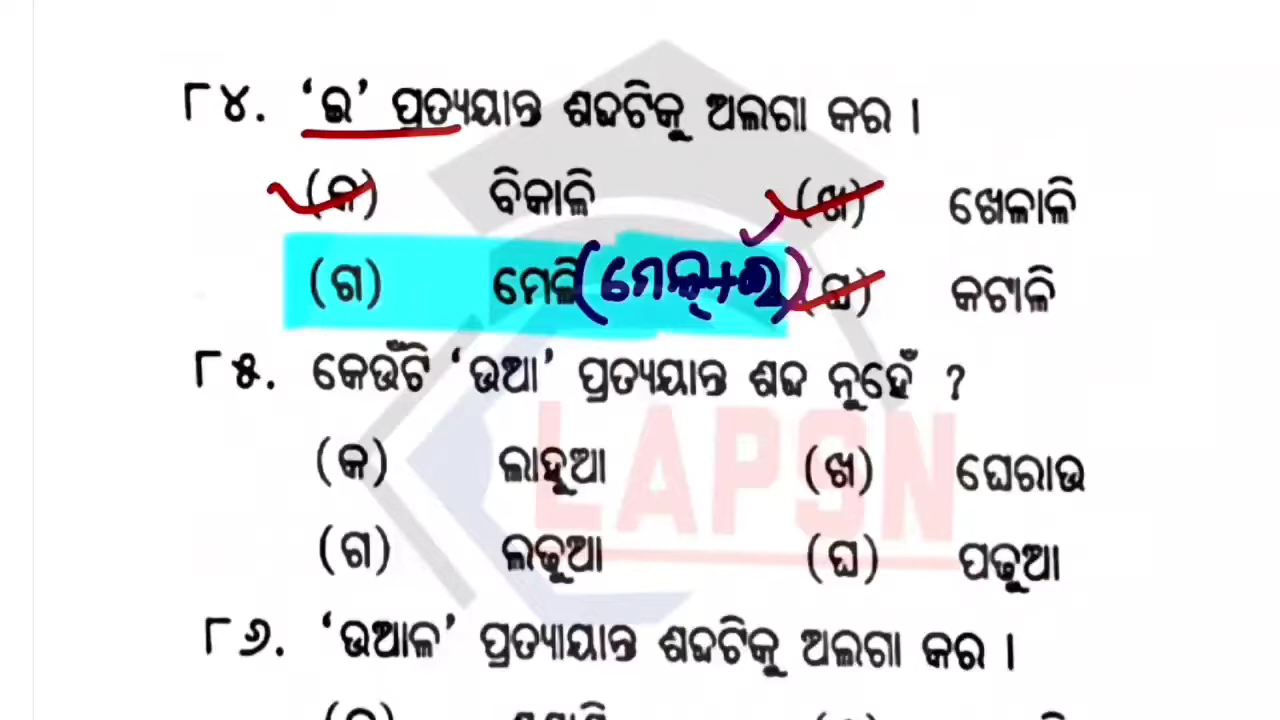 ୮୪. ‘ଇ’ ପ୍ରତ୍ୟୟାନ୍ତ ଶବ୍ଦଟିକୁ ଅଲଗା କର ।
(କ) ବିକାଳି (ଖ) ଖେଳାଳି
(ଗ) ମେଳି (ମେଳ୍+ଇ) (ଘ) କଟାଳି
୮୫. କେଉଁଟି ‘ଉଆ’ ପ୍ରତ୍ୟୟାନ୍ତ ଶବ୍ଦ ନୁହେଁ ?
(କ) ଲାହୁଆ (ଖ) ଘେରାଉ
LAPSN
(ଗ) ଲଢୁଆ (ଘ) ପଢୁଆ
୮୬. ‘ଉଆଳ’ ପ୍ରତ୍ୟାୟାନ୍ତ ଶବ୍ଦଟିକୁ ଅଲଗା କର ।